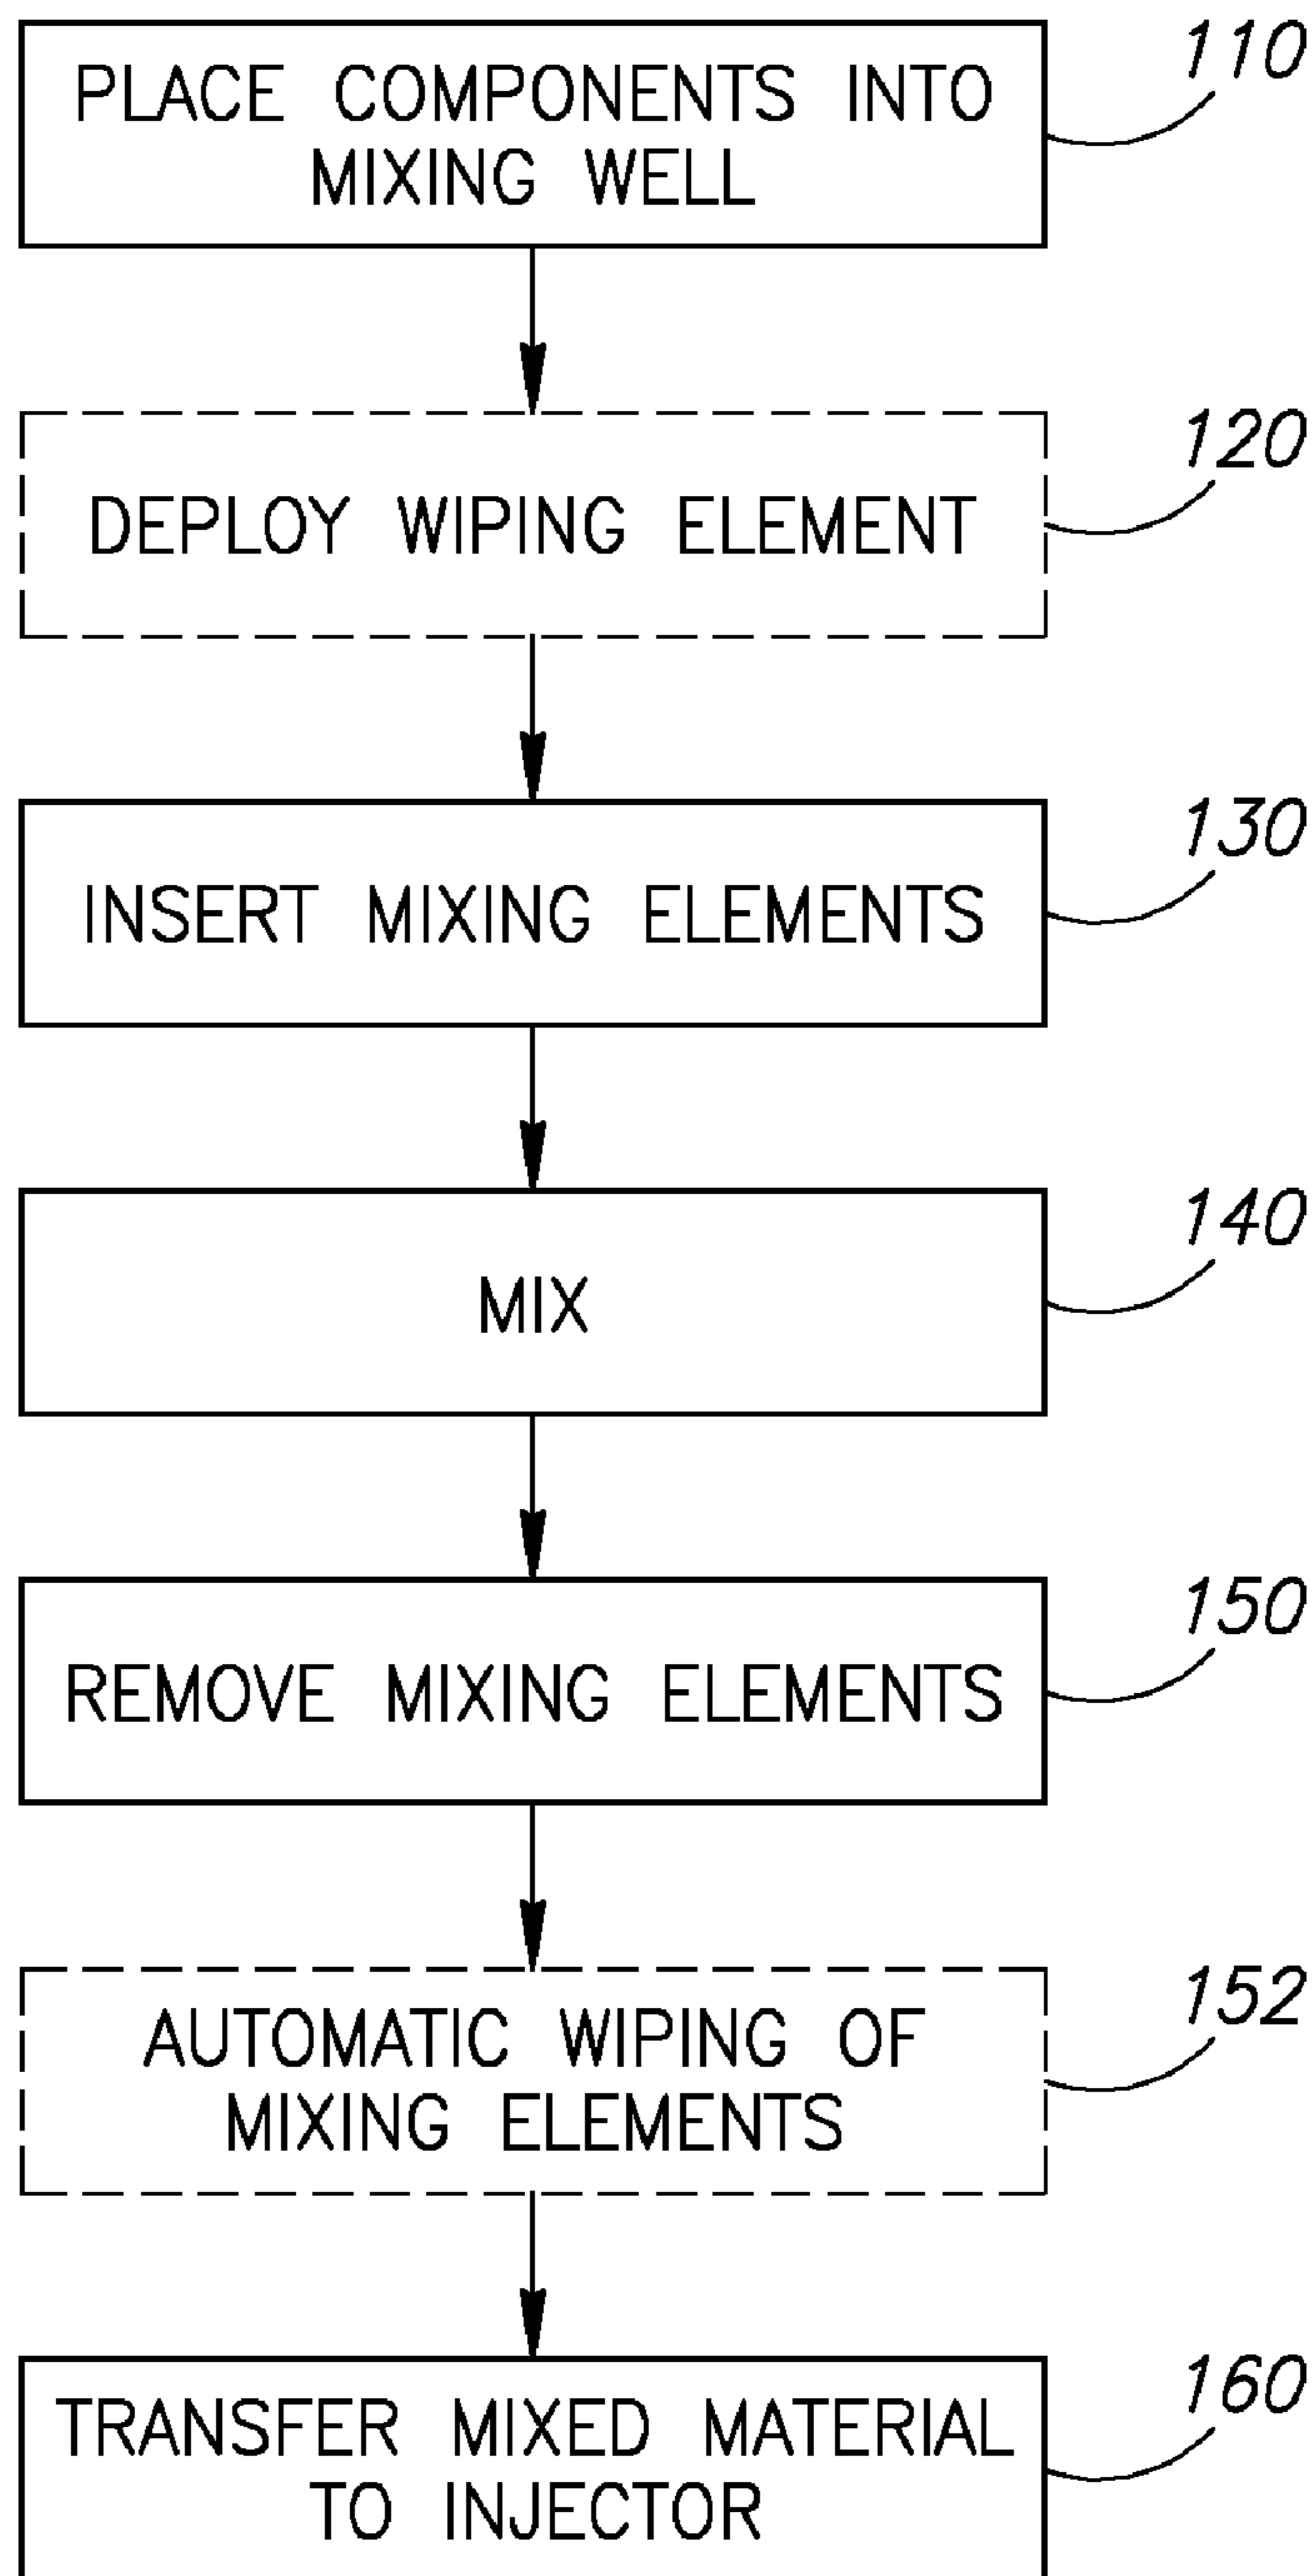 110
PLACE COMPONENTS INTO
MIXING WELL
120
DEPLOY WIPING ELEMENT
130
INSERT MIXING ELEMENTS
140
MIX
150
REMOVE MIXING ELEMENTS
152
AUTOMATIC WIPING OF
MIXING ELEMENTS
160
TRANSFER MIXED MATERIAL
TO INJECTOR